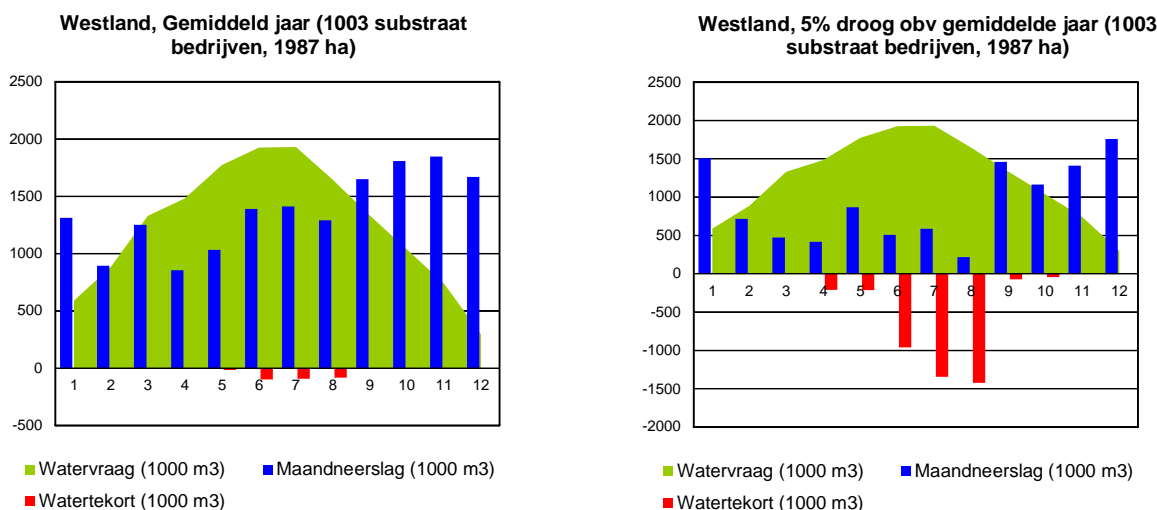 Westland, Gemiddeld jaar (1003 substraat
bedrijven, 1987 ha)
2500
2000
1500
1000
500
0
-500
1 2 3 4 5 6 7 8 9 10 11 12
Watervraag (1000 m3) Maandneerslag (1000 m3)
Watertekort (1000 m3)
Westland, 5% droog obv gemiddelde jaar (1003
substraat bedrijven, 1987 ha)
2500
2000
1500
1000
500
0
-500
-1000
-1500
-2000
1 2 3 4 5 6 7 8 9 10 11 12
Watervraag (1000 m3) Maandneerslag (1000 m3)
Watertekort (1000 m3)